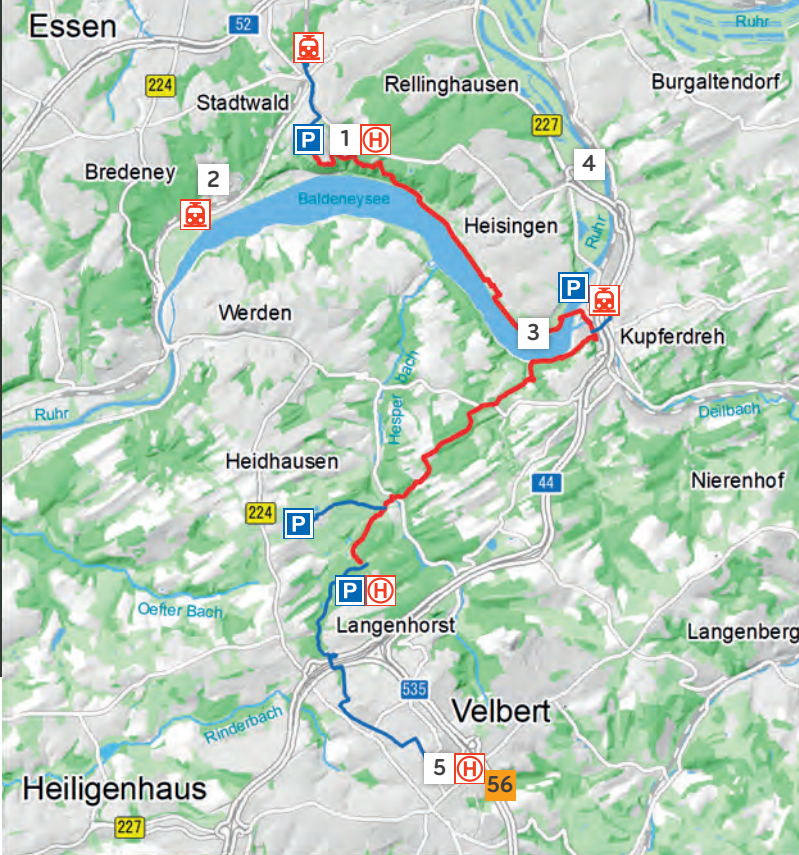 Essen
52
Ruhr
224
Rellinghausen
Burgaltendorf
Stadtwald
P
1
H
227
4
Bredeney
2
Baldeneysee
Heisingen
Ruhr
P
Werden
3
Kupferdreh
Ruhr
Hesper bach
Deilbach
Heidhausen
44
Nierenhof
224
P
P
H
Oefter Bach
Langenhorst
Langenberg
535
Rinderbach
Velbert
5
H
56
Heiligenhaus
227